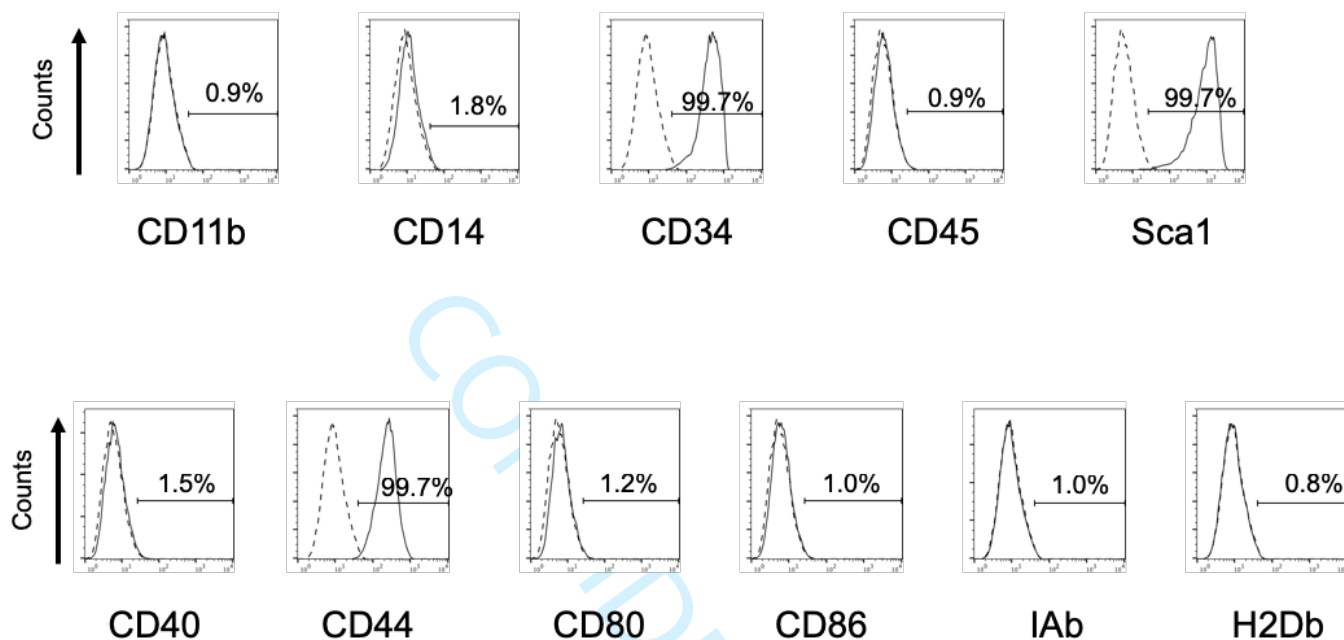 Counts
0.9%
1.8%
99.7%
0.9%
99.7%
CD11b
CD14
CD34
CD45
Sca1
Counts
1.5%
99.7%
1.2%
1.0%
1.0%
0.8%
CD40
CD44
CD80
CD86
IAb
H2Db